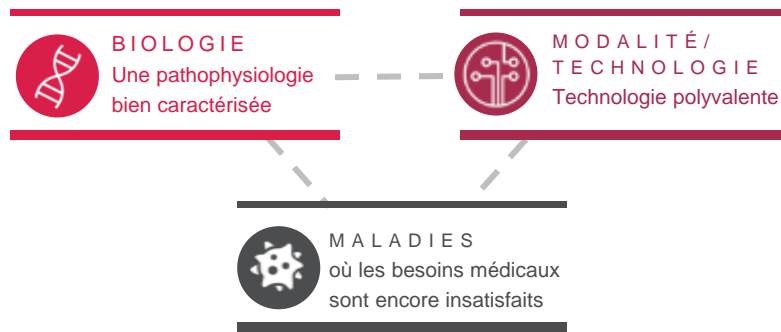 BIOLOGIE
Une pathophysiologie
bien caractérisée
MODALITÉ/
TECHNOLOGIE
Technologie polyvalente
MALADIES
où les besoins médicaux
sont encore insatisfaits